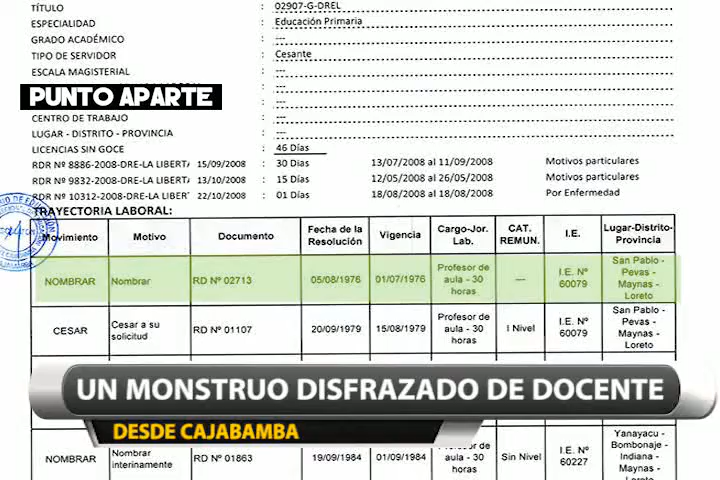 TÍTULO : 02907-G-DREL
ESPECIALIDAD : Educación Primaria
GRADO ACADÉMICO : ---
TIPO DE SERVIDOR : Cesante
ESCALA MAGISTERIAL : ---
PUNTO APARTE : ---
: ---
CENTRO DE TRABAJO : ---
LUGAR - DISTRITO - PROVINCIA : ---
LICENCIAS SIN GOCE : 46 Días
RDR Nº 8886-2008-DRE-LA LIBERT/ 15/09/2008 : 30 Dias 13/07/2008 al 11/09/2008 Motivos particulares
RDR Nº 9832-2008-DRE-LA LIBER 13/10/2008 : 15 Dias 12/05/2008 al 26/05/2008 Motivos particulares
RDR Nº 10312-2008-DRE-LA LIBER 22/10/2008 : 01 Dias 18/08/2008 al 18/08/2008 Por Enfermedad
TRAYECTORIA LABORAL:
Movimiento Motivo Documento Fecha de la Resolución Vigencia Cargo-Jor. Lab. CAT. REMUN. I.E. Lugar-Distrito-Provincia
NOMBRAR Nombrar RD Nº 02713 05/08/1976 01/07/1976 Profesor de aula - 30 horas --- I.E. Nº 60079 San Pablo - Pevas - Maynas - Loreto
CESAR Cesar a su solicitud RD Nº 01107 20/09/1979 15/08/1979 Profesor de aula - 30 horas I Nivel I.E. Nº 60079 San Pablo - Pevas - Maynas - Loreto
UN MONSTRUO DISFRAZADO DE DOCENTE
DESDE CAJABAMBA
NOMBRAR Nombrar interinamente RD Nº 01863 19/09/1984 01/09/1984 de aula - 30 horas Sin Nivel I.E. Nº 60227 Yanayacu - Bombonaje - Indiana - Maynas -